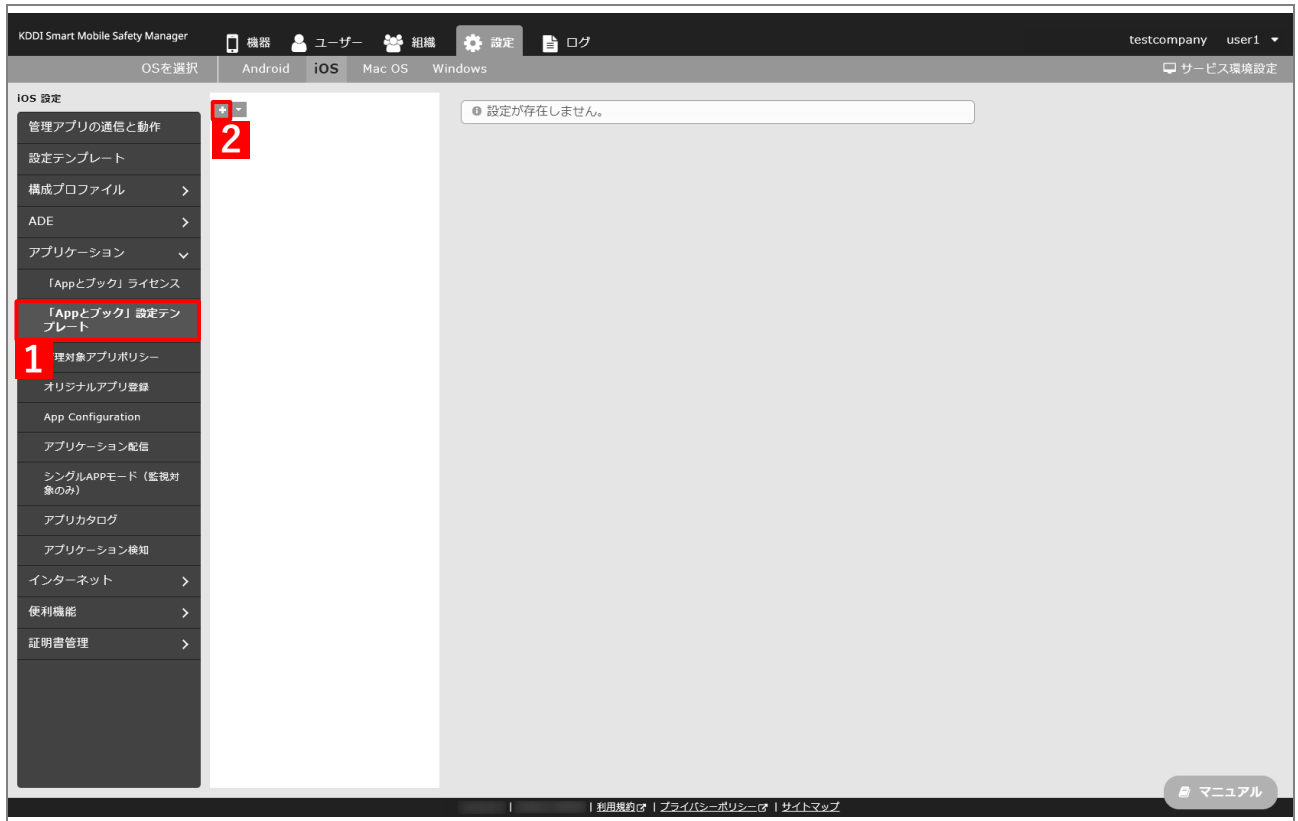 KDDI Smart Mobile Safety Manager
機器 ユーザー 組織 設定 ログ
testcompany user1
OSを選択 Android iOS Mac OS Windows
サービス環境設定
iOS 設定
管理アプリの通信と動作
設定テンプレート
構成プロファイル
ADE
アプリケーション
「Appとブック」ライセンス
「Appとブック」設定テン
プレート
1
理対象アプリポリシー
オリジナルアプリ登録
App Configuration
アプリケーション配信
シングルAPPモード（監視対
象のみ）
アプリカタログ
アプリケーション検知
インターネット
便利機能
証明書管理
2
設定が存在しません。
マニュアル
| | 利用規約 | プライバシーポリシー | サイトマップ